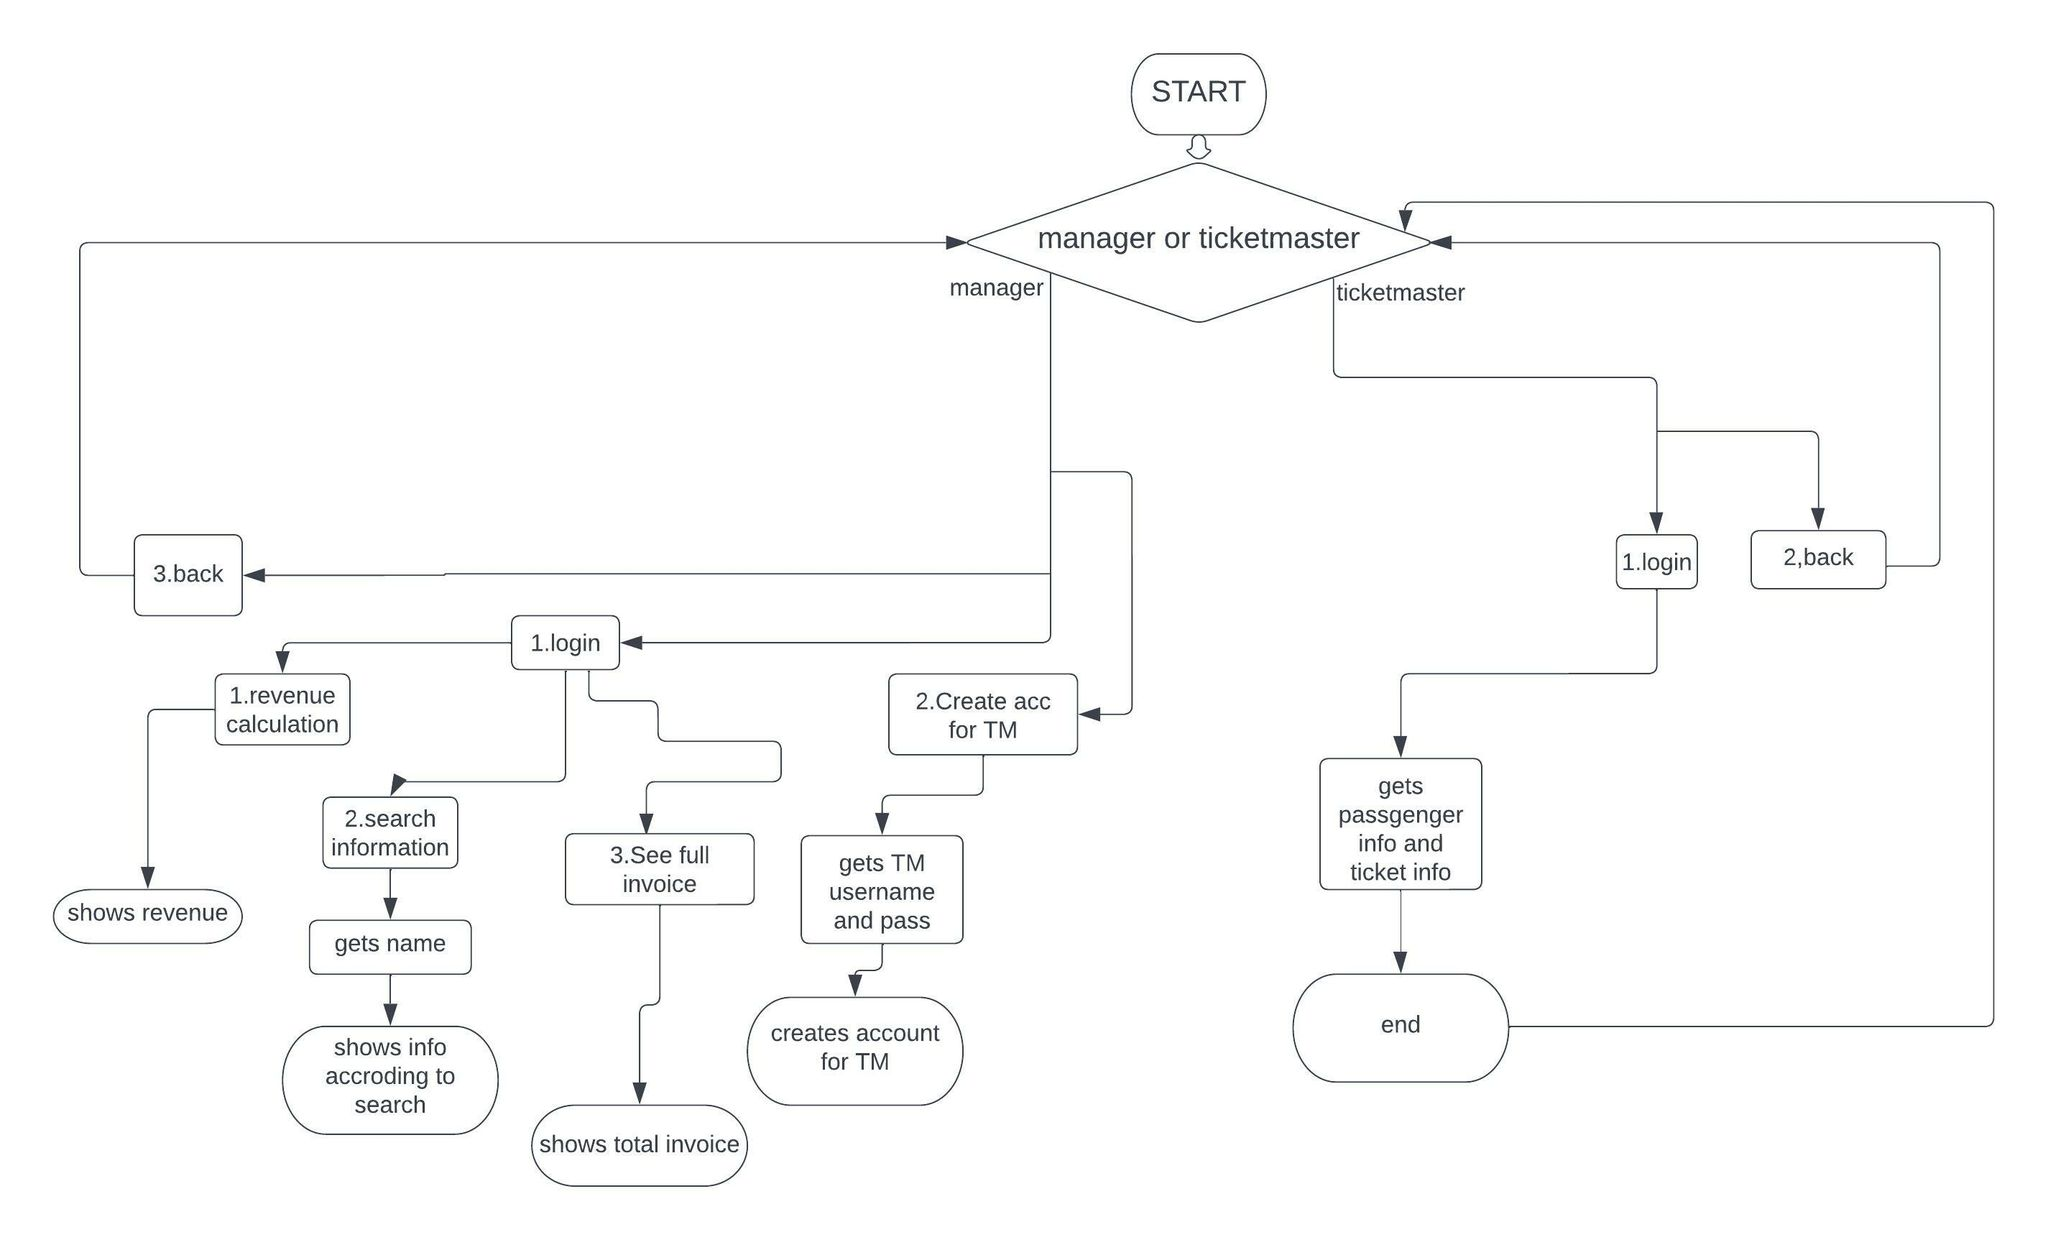 START
manager or ticketmaster
manager
ticketmaster
3.back
1.login
2,back
1.login
1.revenue
calculation
2.Create acc
for TM
2.search
information
3.See full
invoice
gets
passgenger
info and
ticket info
gets TM
username
and pass
shows revenue
gets name
creates account
for TM
end
shows info
accroding to
search
shows total invoice